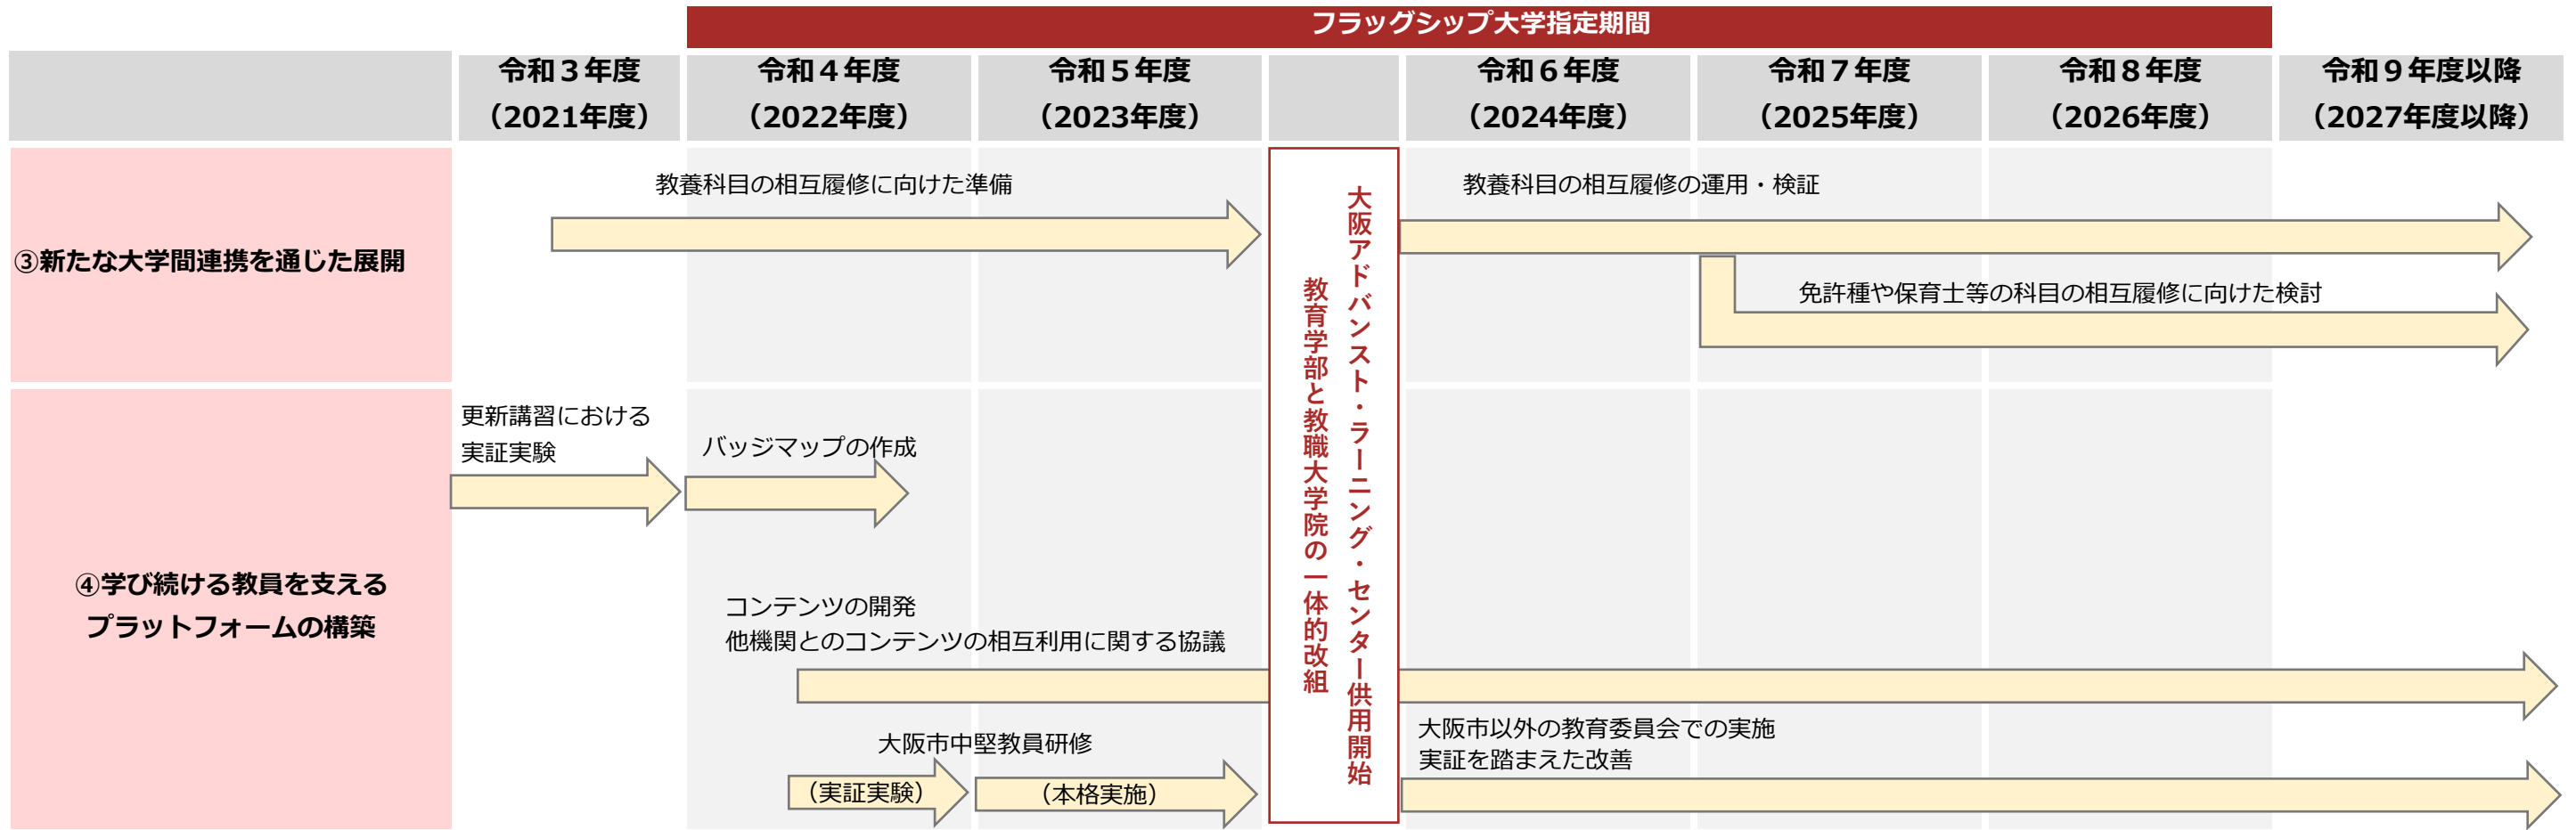 フラッグシップ大学指定期間
令和３年度
（2021年度）
令和４年度
（2022年度）
令和５年度
（2023年度）
令和６年度
（2024年度）
令和７年度
（2025年度）
令和８年度
（2026年度）
令和９年度以降
（2027年度以降）
③新たな大学間連携を通じた展開
教養科目の相互履修に向けた準備
教養科目の相互履修の運用・検証
免許種や保育士等の科目の相互履修に向けた検討
大阪アドバンスト・ラーニング・センター供用開始
教育学部と教職大学院の一体的改組
④学び続ける教員を支える
プラットフォームの構築
更新講習における
実証実験
バッジマップの作成
コンテンツの開発
他機関とのコンテンツの相互利用に関する協議
大阪市中堅教員研修
（実証実験）
（本格実施）
大阪市以外の教育委員会での実施
実証を踏まえた改善